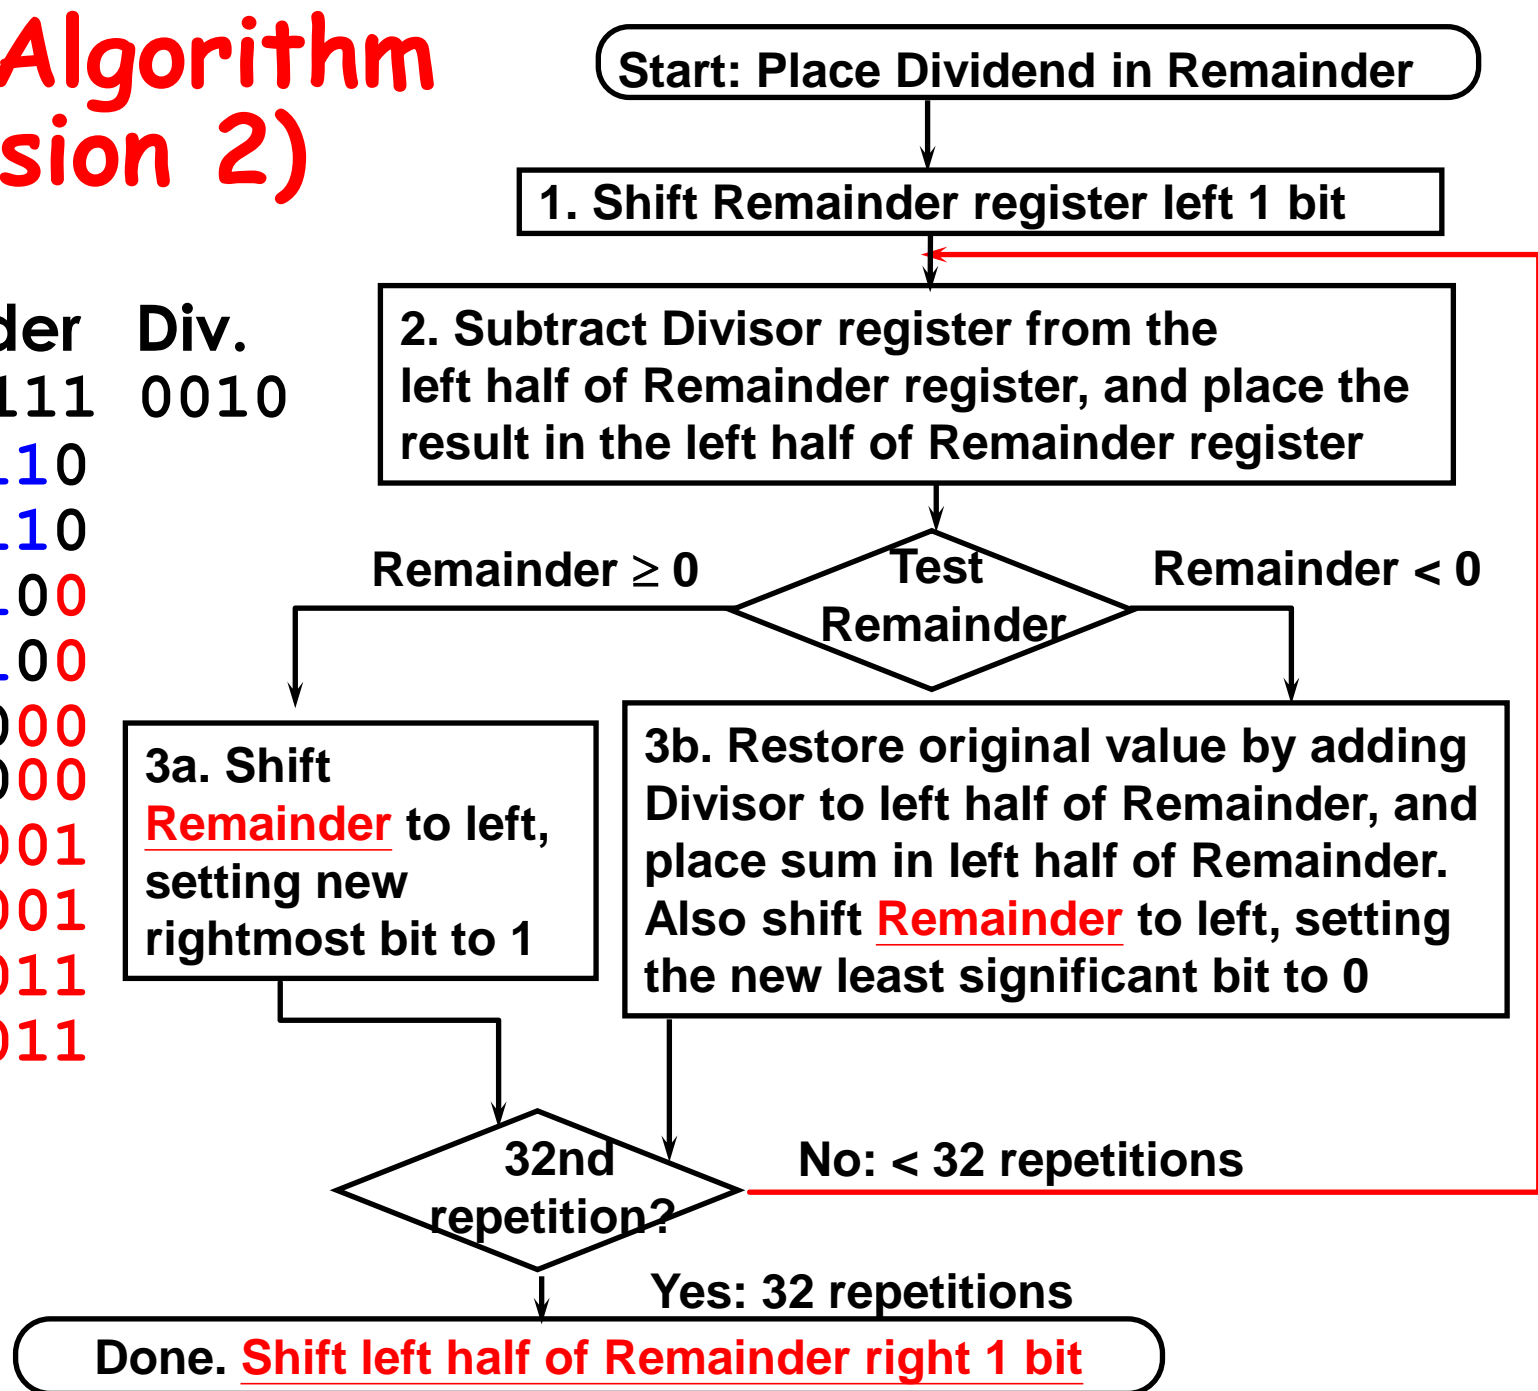 Algorithm
sion 2)
Start: Place Dividend in Remainder
1. Shift Remainder register left 1 bit
der Div.
111 0010
110
110
100
100
000
000
001
001
011
011
2. Subtract Divisor register from the
left half of Remainder register, and place the
result in the left half of Remainder register
Remainder ≥ 0
Test
Remainder
Remainder < 0
3a. Shift
Remainder to left,
setting new
rightmost bit to 1
3b. Restore original value by adding
Divisor to left half of Remainder, and
place sum in left half of Remainder.
Also shift Remainder to left, setting
the new least significant bit to 0
32nd
repetition?
No: < 32 repetitions
Yes: 32 repetitions
Done. Shift left half of Remainder right 1 bit